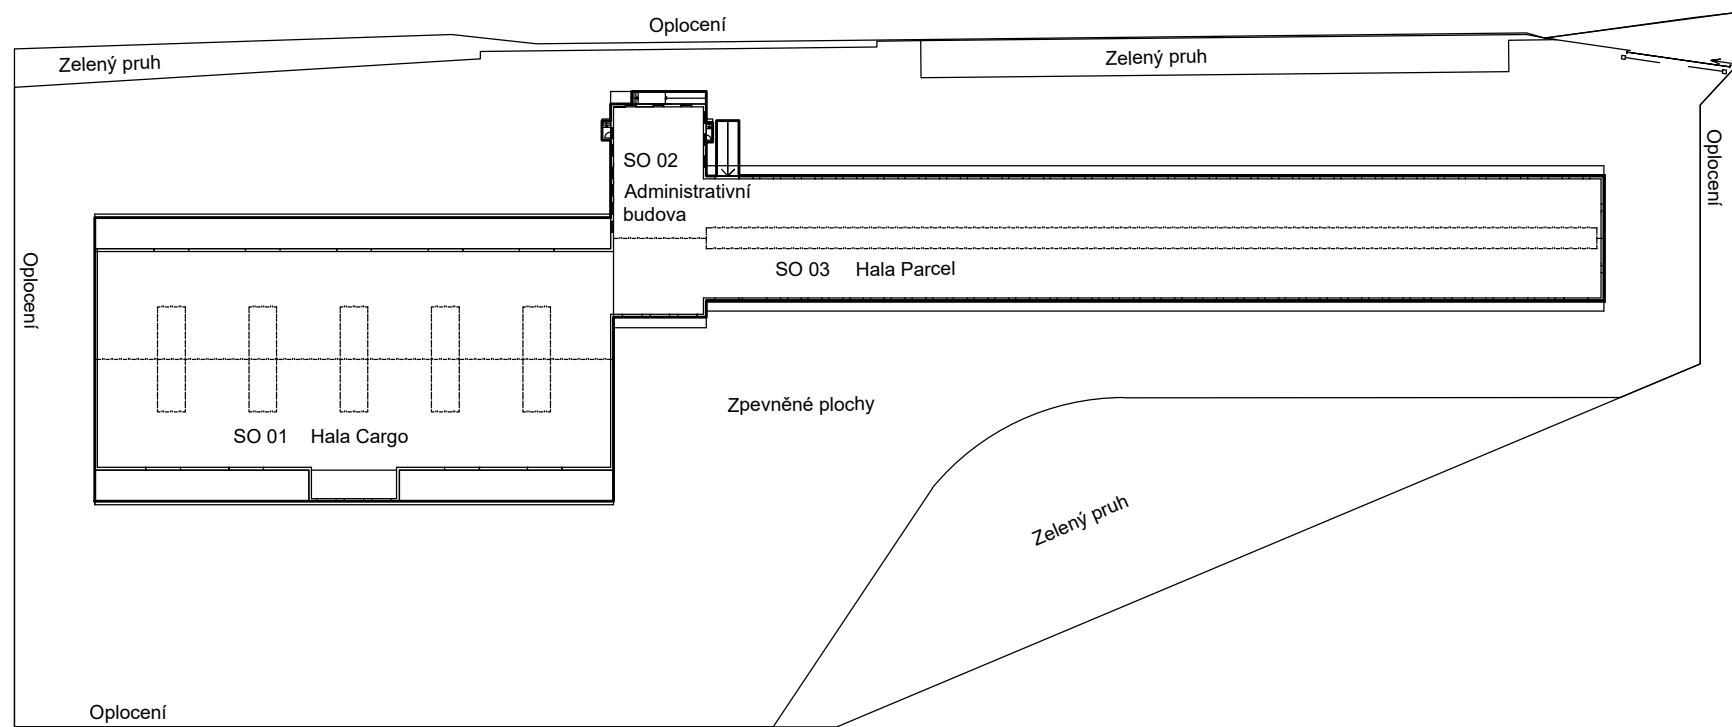 Oplocení
Zelený pruh
Zelený pruh
Oplocení
SO 02
Administrativní
budova
Oplocení
SO 03 Hala Parcel
Zpevněné plochy
SO 01 Hala Cargo
Zelený pruh
Oplocení